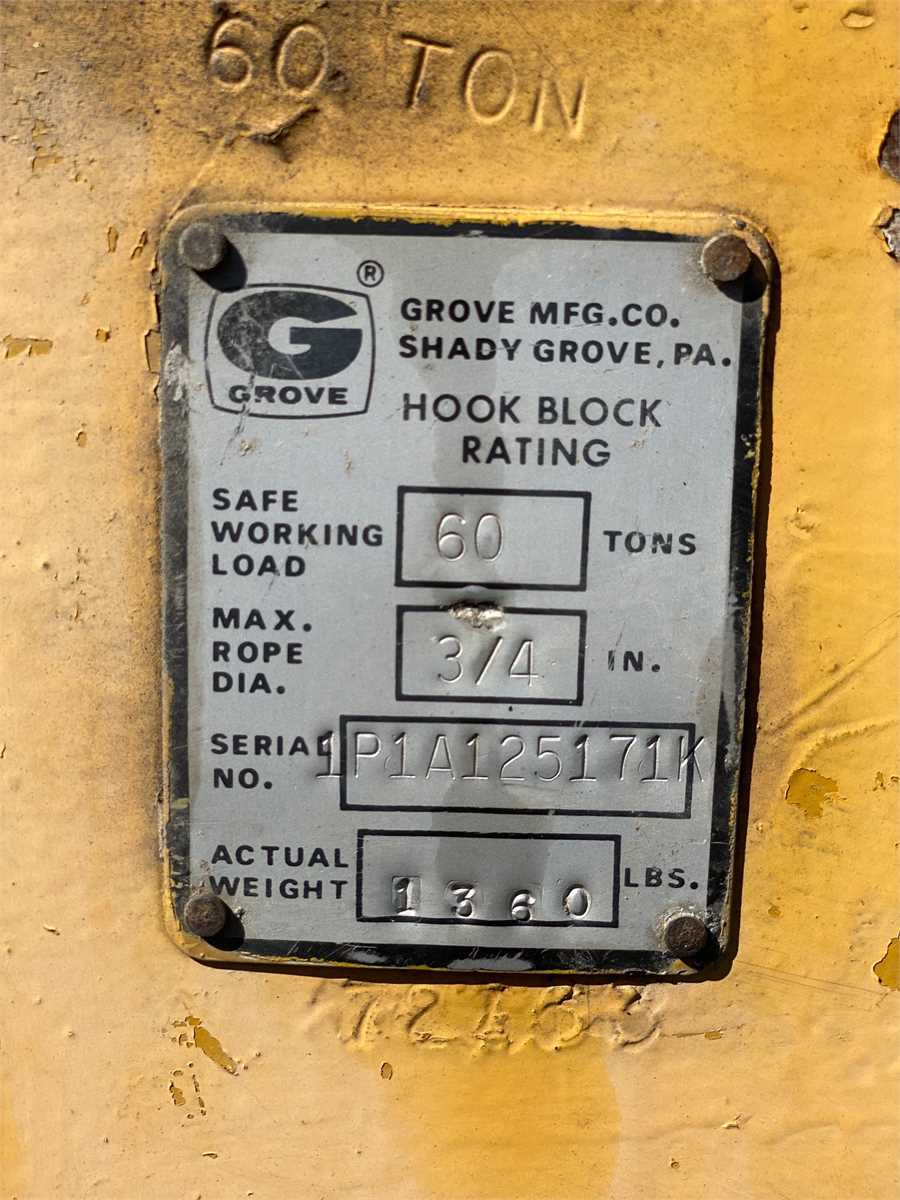 60 TON
®
GROVE
GROVE MFG.CO.
SHADY GROVE, PA.
HOOK BLOCK
RATING
SAFE
WORKING 60 TONS
LOAD
MAX.
ROPE 3/4 IN.
DIA.
SERIAL 1P1A125171K
NO.
ACTUAL
WEIGHT 1360 LBS.